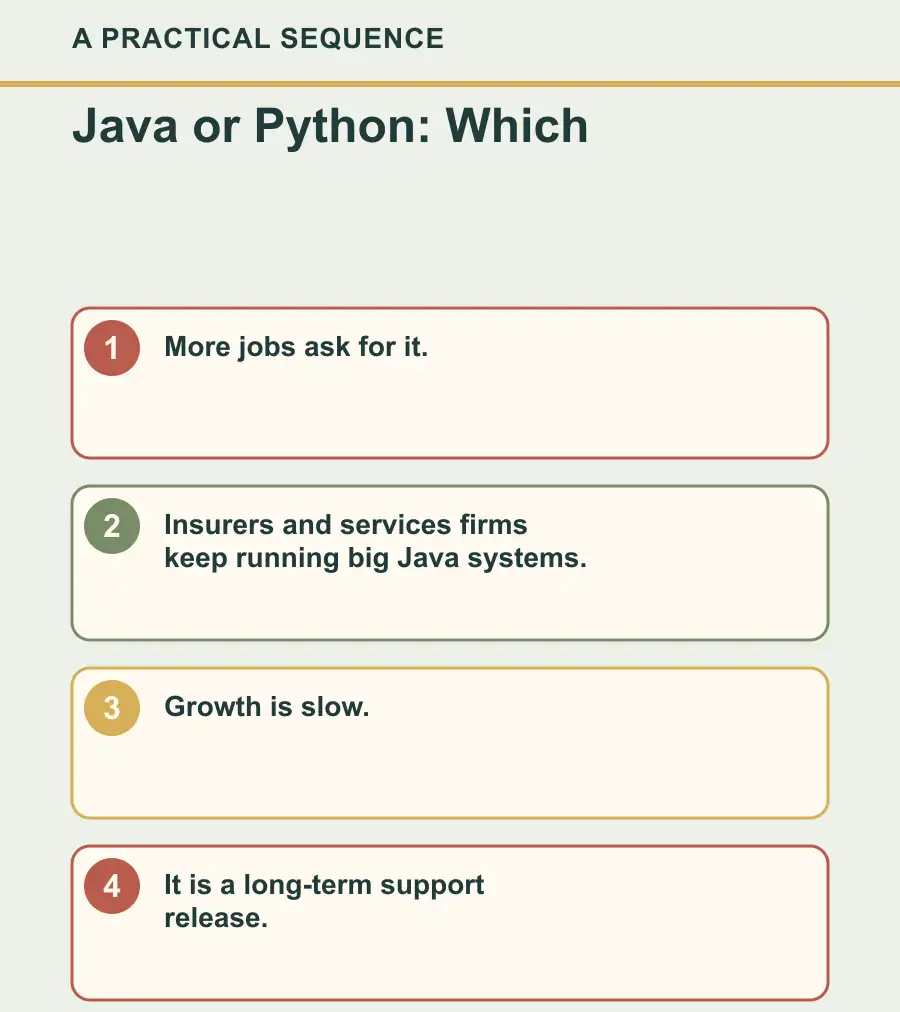 A PRACTICAL SEQUENCE
Java or Python: Which
1
More jobs ask for it.
2
Insurers and services firms
keep running big Java systems.
3
Growth is slow.
4
It is a long-term support
release.